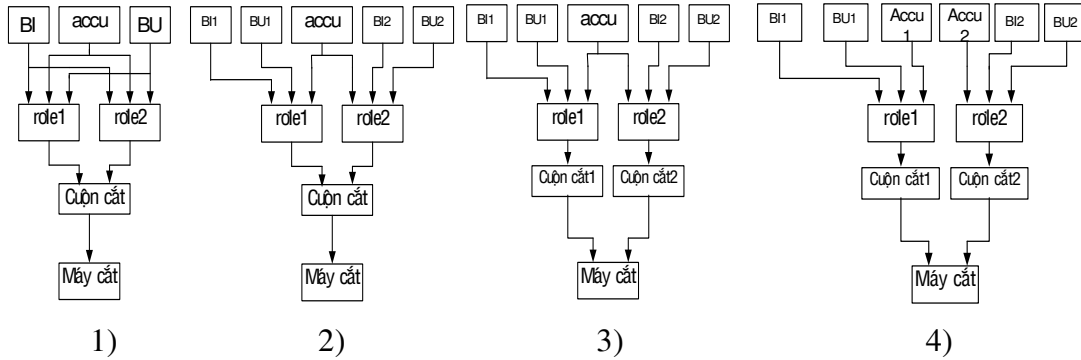 BI accu BU
role1 role2
Cuộn cắt
Máy cắt
1)
BI1 BU1 accu BI2 BU2
role1 role2
Cuộn cắt
Máy cắt
2)
BI1 BU1 accu BI2 BU2
role1 role2
Cuộn cắt1 Cuộn cắt2
Máy cắt
3)
BI1 BU1 Accu 1 Accu 2 BI2 BU2
role1 role2
Cuộn cắt1 Cuộn cắt2
Máy cắt
4)